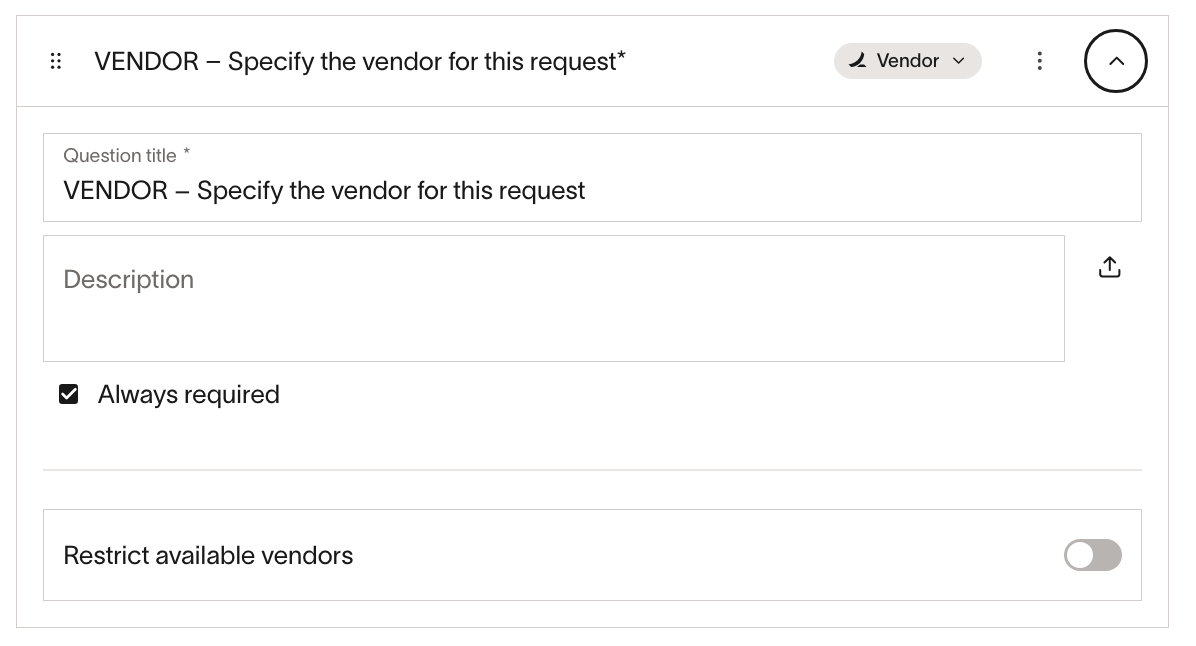 VENDOR – Specify the vendor for this request*
Vendor
Question title *
VENDOR – Specify the vendor for this request
Description
Always required
Restrict available vendors